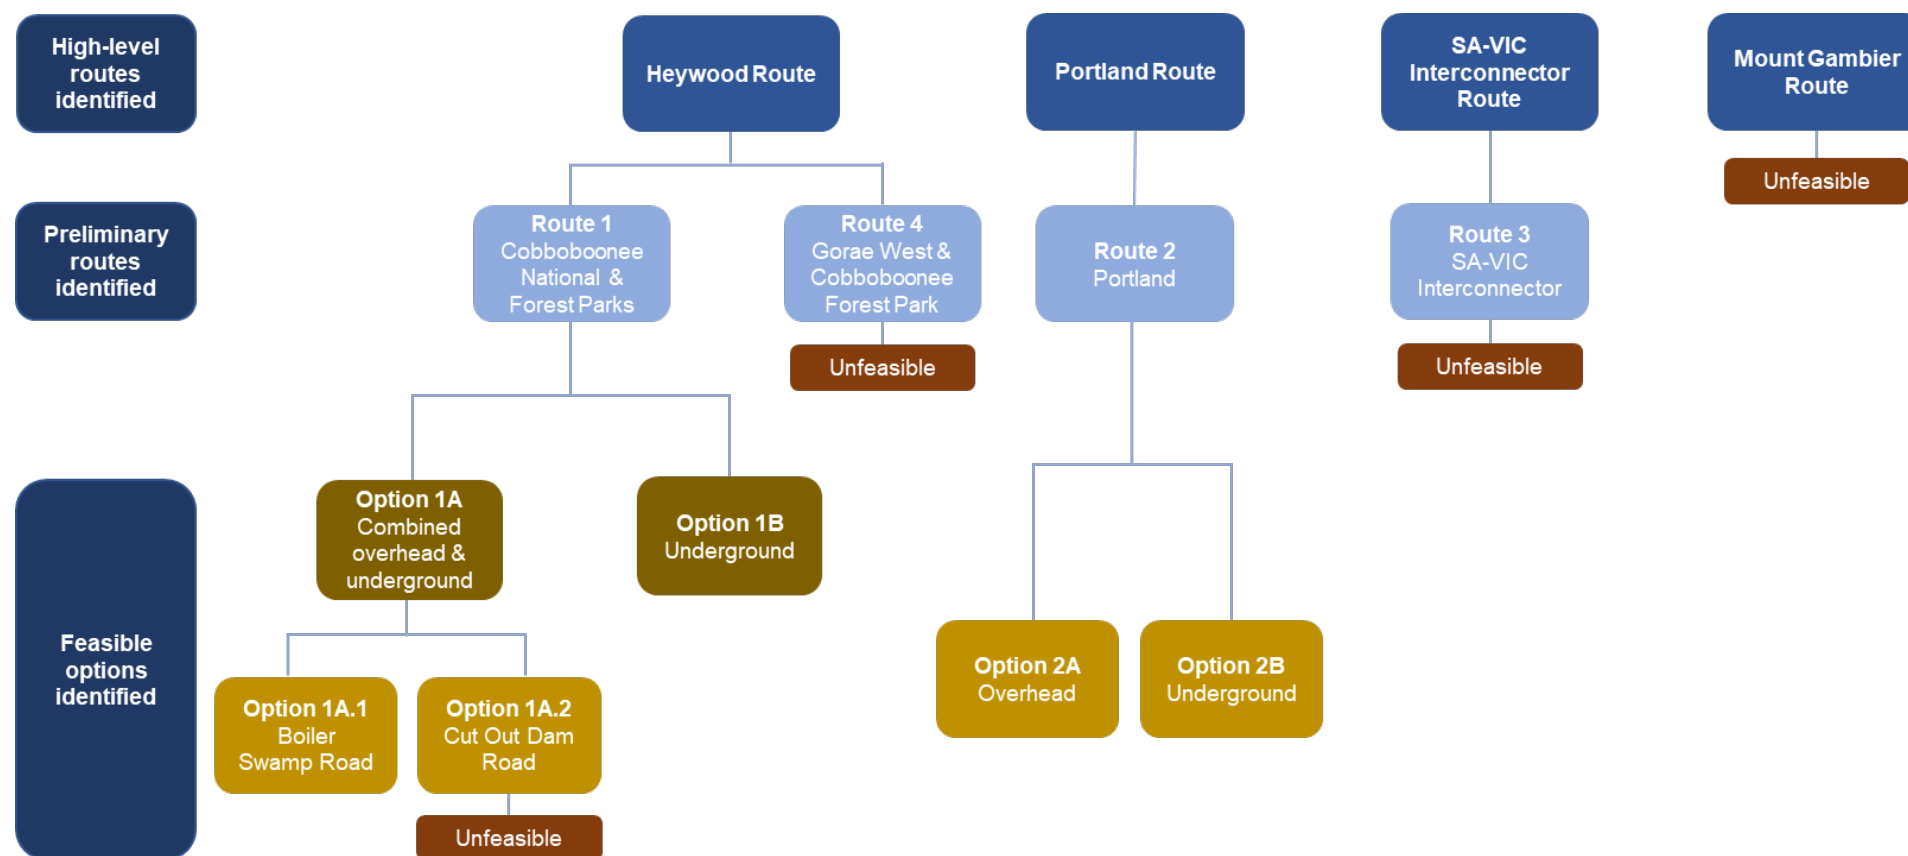 High-level
routes
identified
Heywood Route
Portland Route
SA-VIC
Interconnector
Route
Mount Gambier
Route
Unfeasible
Preliminary
routes
identified
Route 1
Cobboboonee
National &
Forest Parks
Route 4
Gorae West &
Cobboboonee
Forest Park
Route 2
Portland
Route 3
SA-VIC
Interconnector
Unfeasible
Unfeasible
Feasible
options
identified
Option 1A
Combined
overhead &
underground
Option 1B
Underground
Option 1A.1
Boiler
Swamp Road
Option 1A.2
Cut Out Dam
Road
Option 2A
Overhead
Option 2B
Underground
Unfeasible